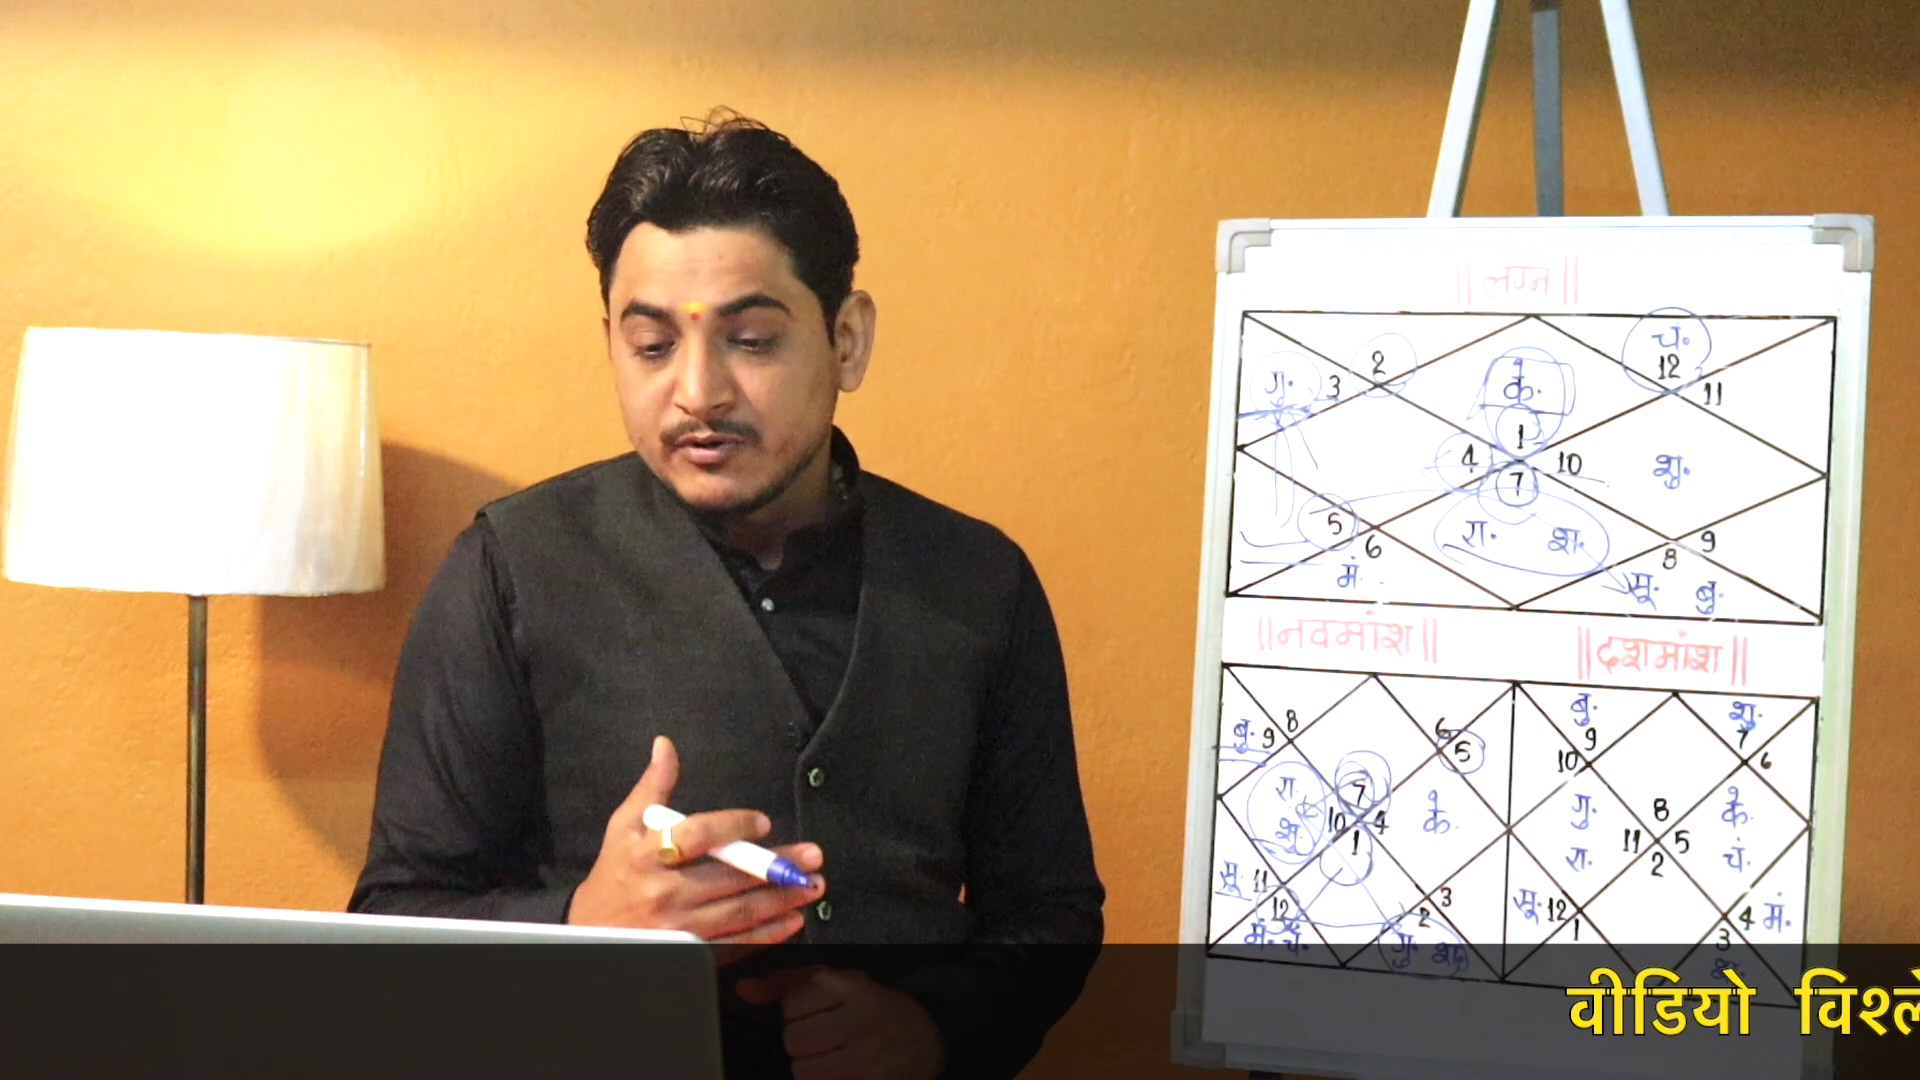 || लग्न ||
चं.
2 के. 12
गु. 3 11
1
4 10 शु.
7
5 रा. श. 9
6 8
मं. सू. बु.
|| नवमांश || || दशमांश ||
बु. शु.
8 6 9 7
बु. 9 5 10 6
रा. 7 गु. 8 के.
10 4 के. 11 5
1 रा. 2 चं.
सू. 11 3 सू. 12 4 मं.
12 2 1 3
मं. चं. गु.
वीडियो विश्ले